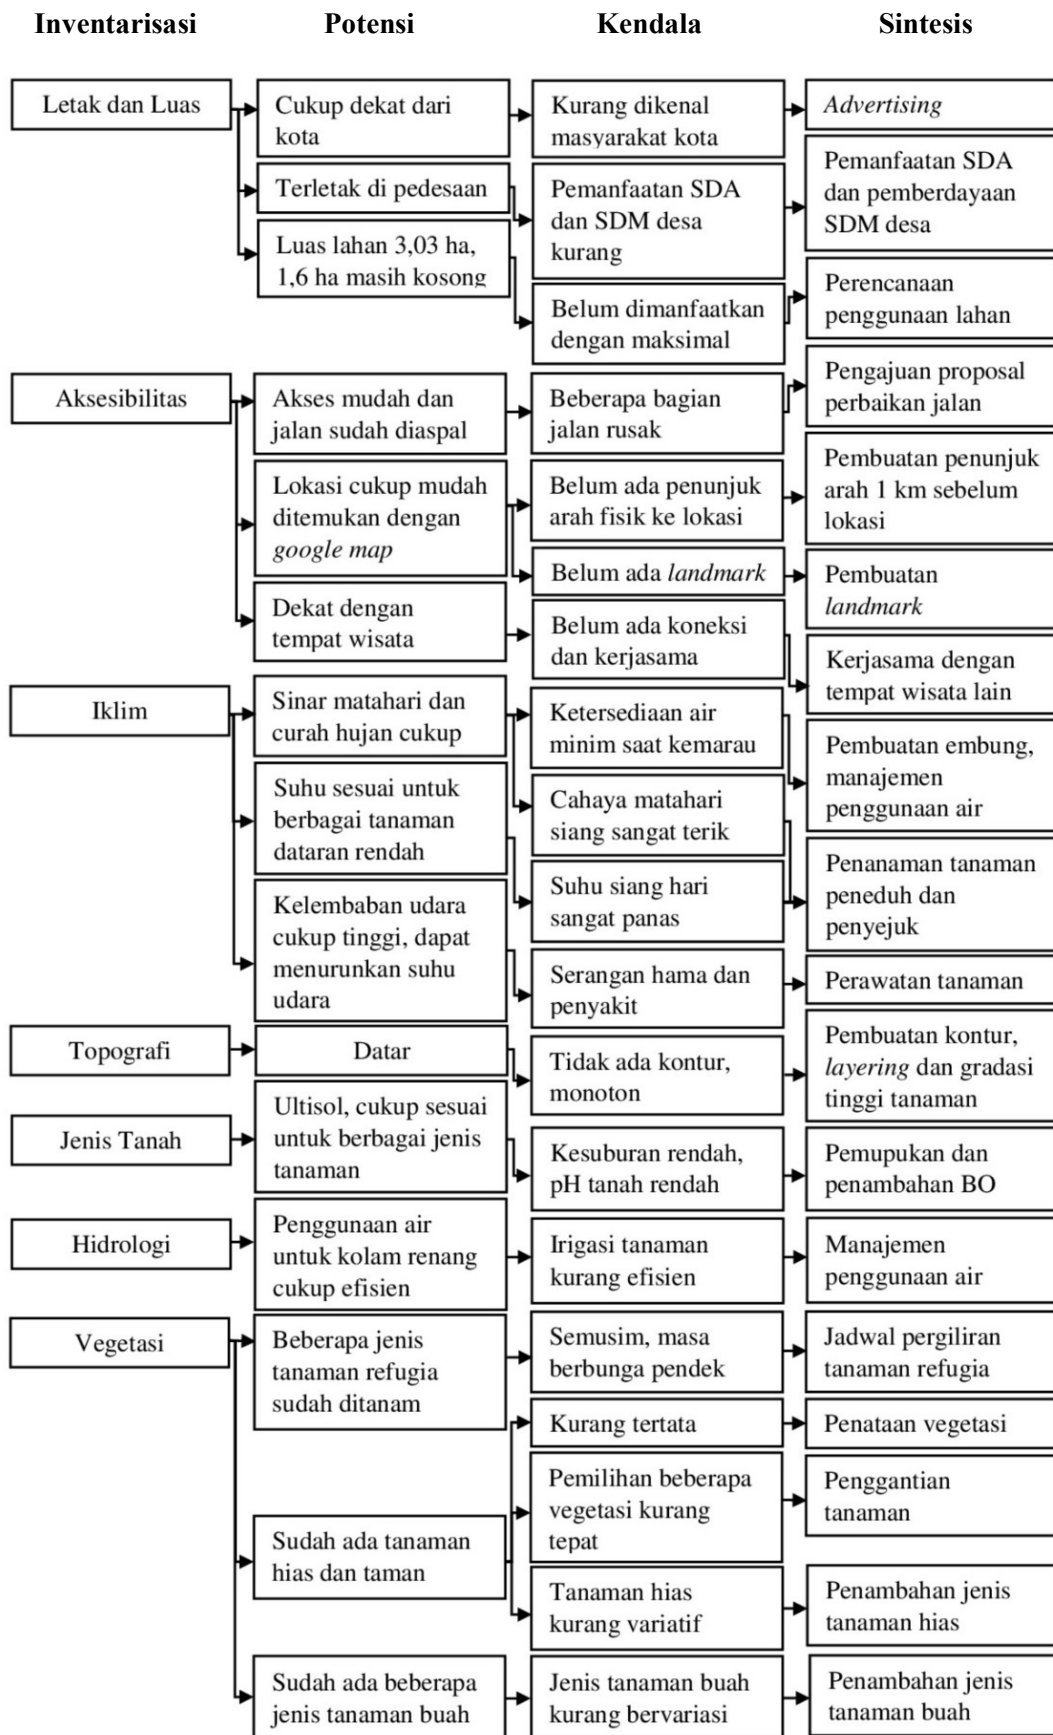 Inventarisasi Potensi Kendala Sintesis
Letak dan Luas
Cukup dekat dari
kota
Kurang dikenal
masyarakat kota
Advertising
Terletak di pedesaan
Pemanfaatan SDA
dan SDM desa
kurang
Pemanfaatan SDA
dan pemberdayaan
SDM desa
Luas lahan 3,03 ha,
1,6 ha masih kosong
Belum dimanfaatkan
dengan maksimal
Perencanaan
penggunaan lahan
Aksesibilitas
Akses mudah dan
jalan sudah diaspal
Beberapa bagian
jalan rusak
Pengajuan proposal
perbaikan jalan
Lokasi cukup mudah
ditemukan dengan
google map
Belum ada penunjuk
arah fisik ke lokasi
Pembuatan penunjuk
arah 1 km sebelum
lokasi
Belum ada landmark
Pembuatan
landmark
Dekat dengan
tempat wisata
Belum ada koneksi
dan kerjasama
Kerjasama dengan
tempat wisata lain
Iklim
Sinar matahari dan
curah hujan cukup
Ketersediaan air
minim saat kemarau
Pembuatan embung,
manajemen
penggunaan air
Cahaya matahari
siang sangat terik
Suhu sesuai untuk
berbagai tanaman
dataran rendah
Suhu siang hari
sangat panas
Penanaman tanaman
peneduh dan
penyejuk
Kelembaban udara
cukup tinggi, dapat
menurunkan suhu
udara
Serangan hama dan
penyakit
Perawatan tanaman
Topografi
Datar
Tidak ada kontur,
monoton
Pembuatan kontur,
layering dan gradasi
tinggi tanaman
Jenis Tanah
Ultisol, cukup sesuai
untuk berbagai jenis
tanaman
Kesuburan rendah,
pH tanah rendah
Pemupukan dan
penambahan BO
Hidrologi
Penggunaan air
untuk kolam renang
cukup efisien
Irigasi tanaman
kurang efisien
Manajemen
penggunaan air
Vegetasi
Beberapa jenis
tanaman refugia
sudah ditanam
Semusim, masa
berbunga pendek
Jadwal pergiliran
tanaman refugia
Sudah ada tanaman
hias dan taman
Kurang tertata
Penataan vegetasi
Pemilihan beberapa
vegetasi kurang
tepat
Penggantian
tanaman
Tanaman hias
kurang variatif
Penambahan jenis
tanaman hias
Sudah ada beberapa
jenis tanaman buah
Jenis tanaman buah
kurang bervariasi
Penambahan jenis
tanaman buah